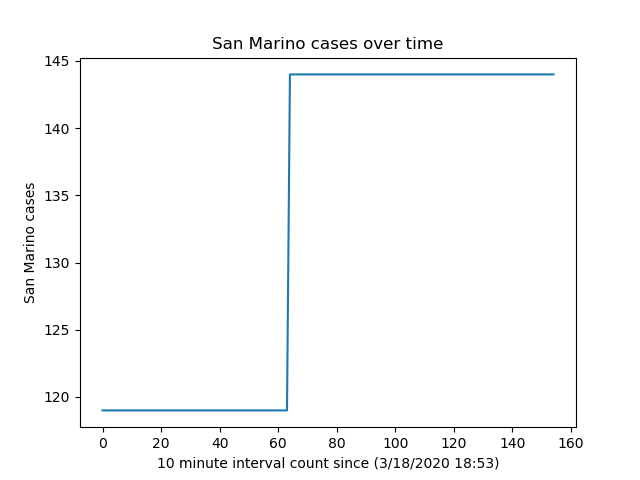 San Marino cases over time
145
140
135
130
125
120
San Marino cases
0 20 40 60 80 100 120 140 160
10 minute interval count since (3/18/2020 18:53)